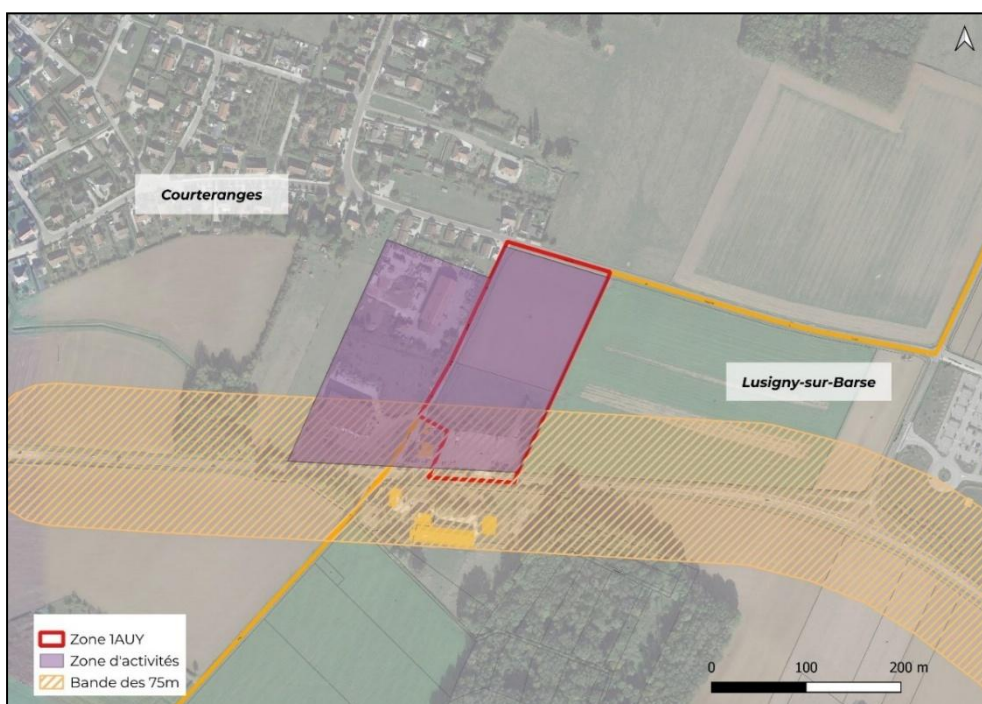 Courteranges
Lusigny-sur-Barse
Zone 1AUY
Zone d'activités
Bande des 75m
0 100 200 m